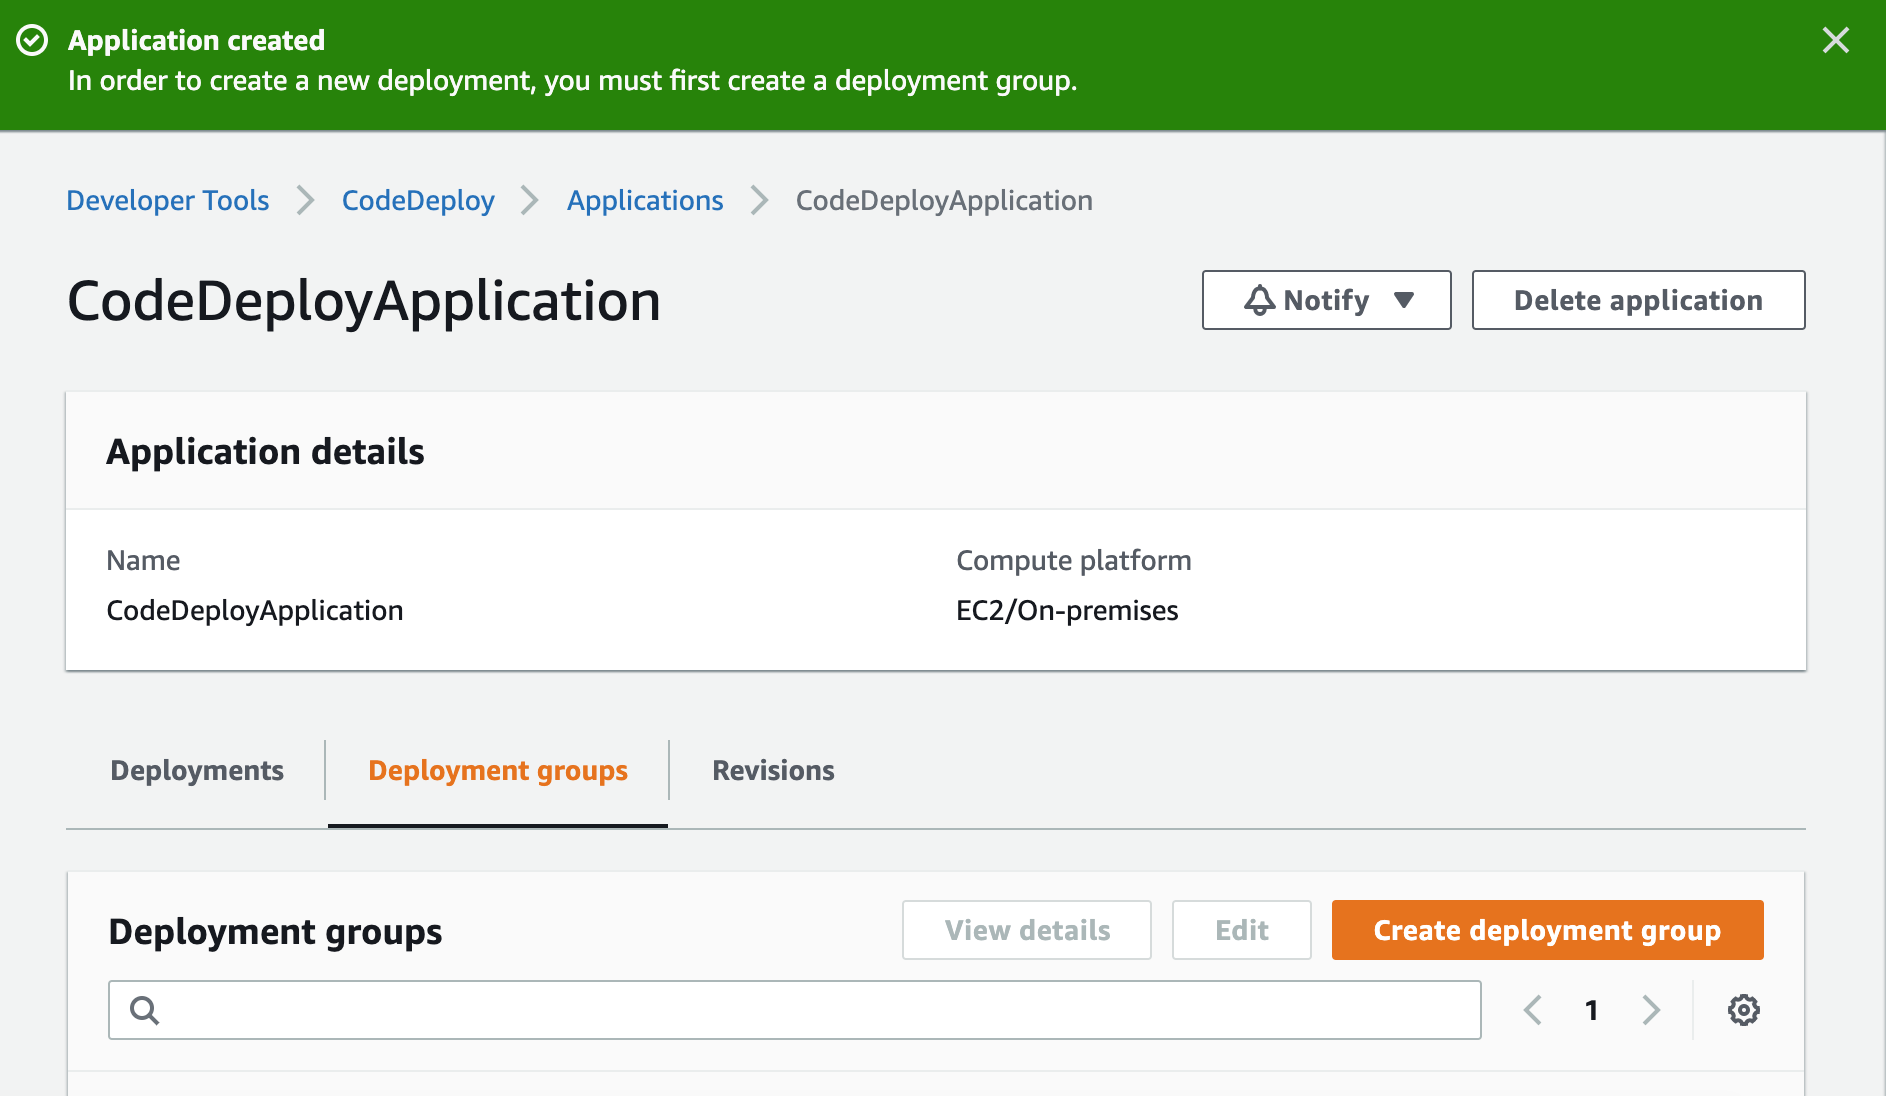 Application created
In order to create a new deployment, you must first create a deployment group.
Developer Tools CodeDeploy Applications CodeDeployApplication
CodeDeployApplication
Notify
Delete application
Application details
Name
CodeDeployApplication
Compute platform
EC2/On-premises
Deployments
Deployment groups
Revisions
Deployment groups
View details
Edit
Create deployment group
1